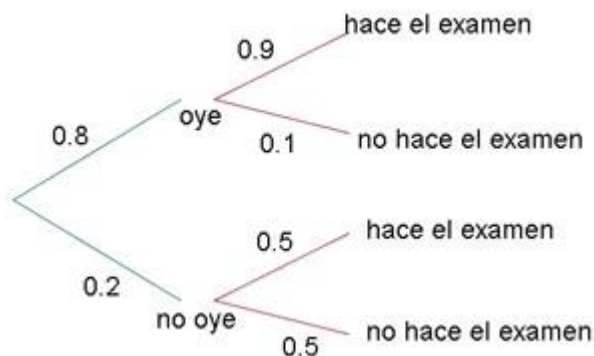 hace el examen
0.9
oye
0.8
0.1
no hace el examen
hace el examen
0.5
0.2
no oye
0.5
no hace el examen